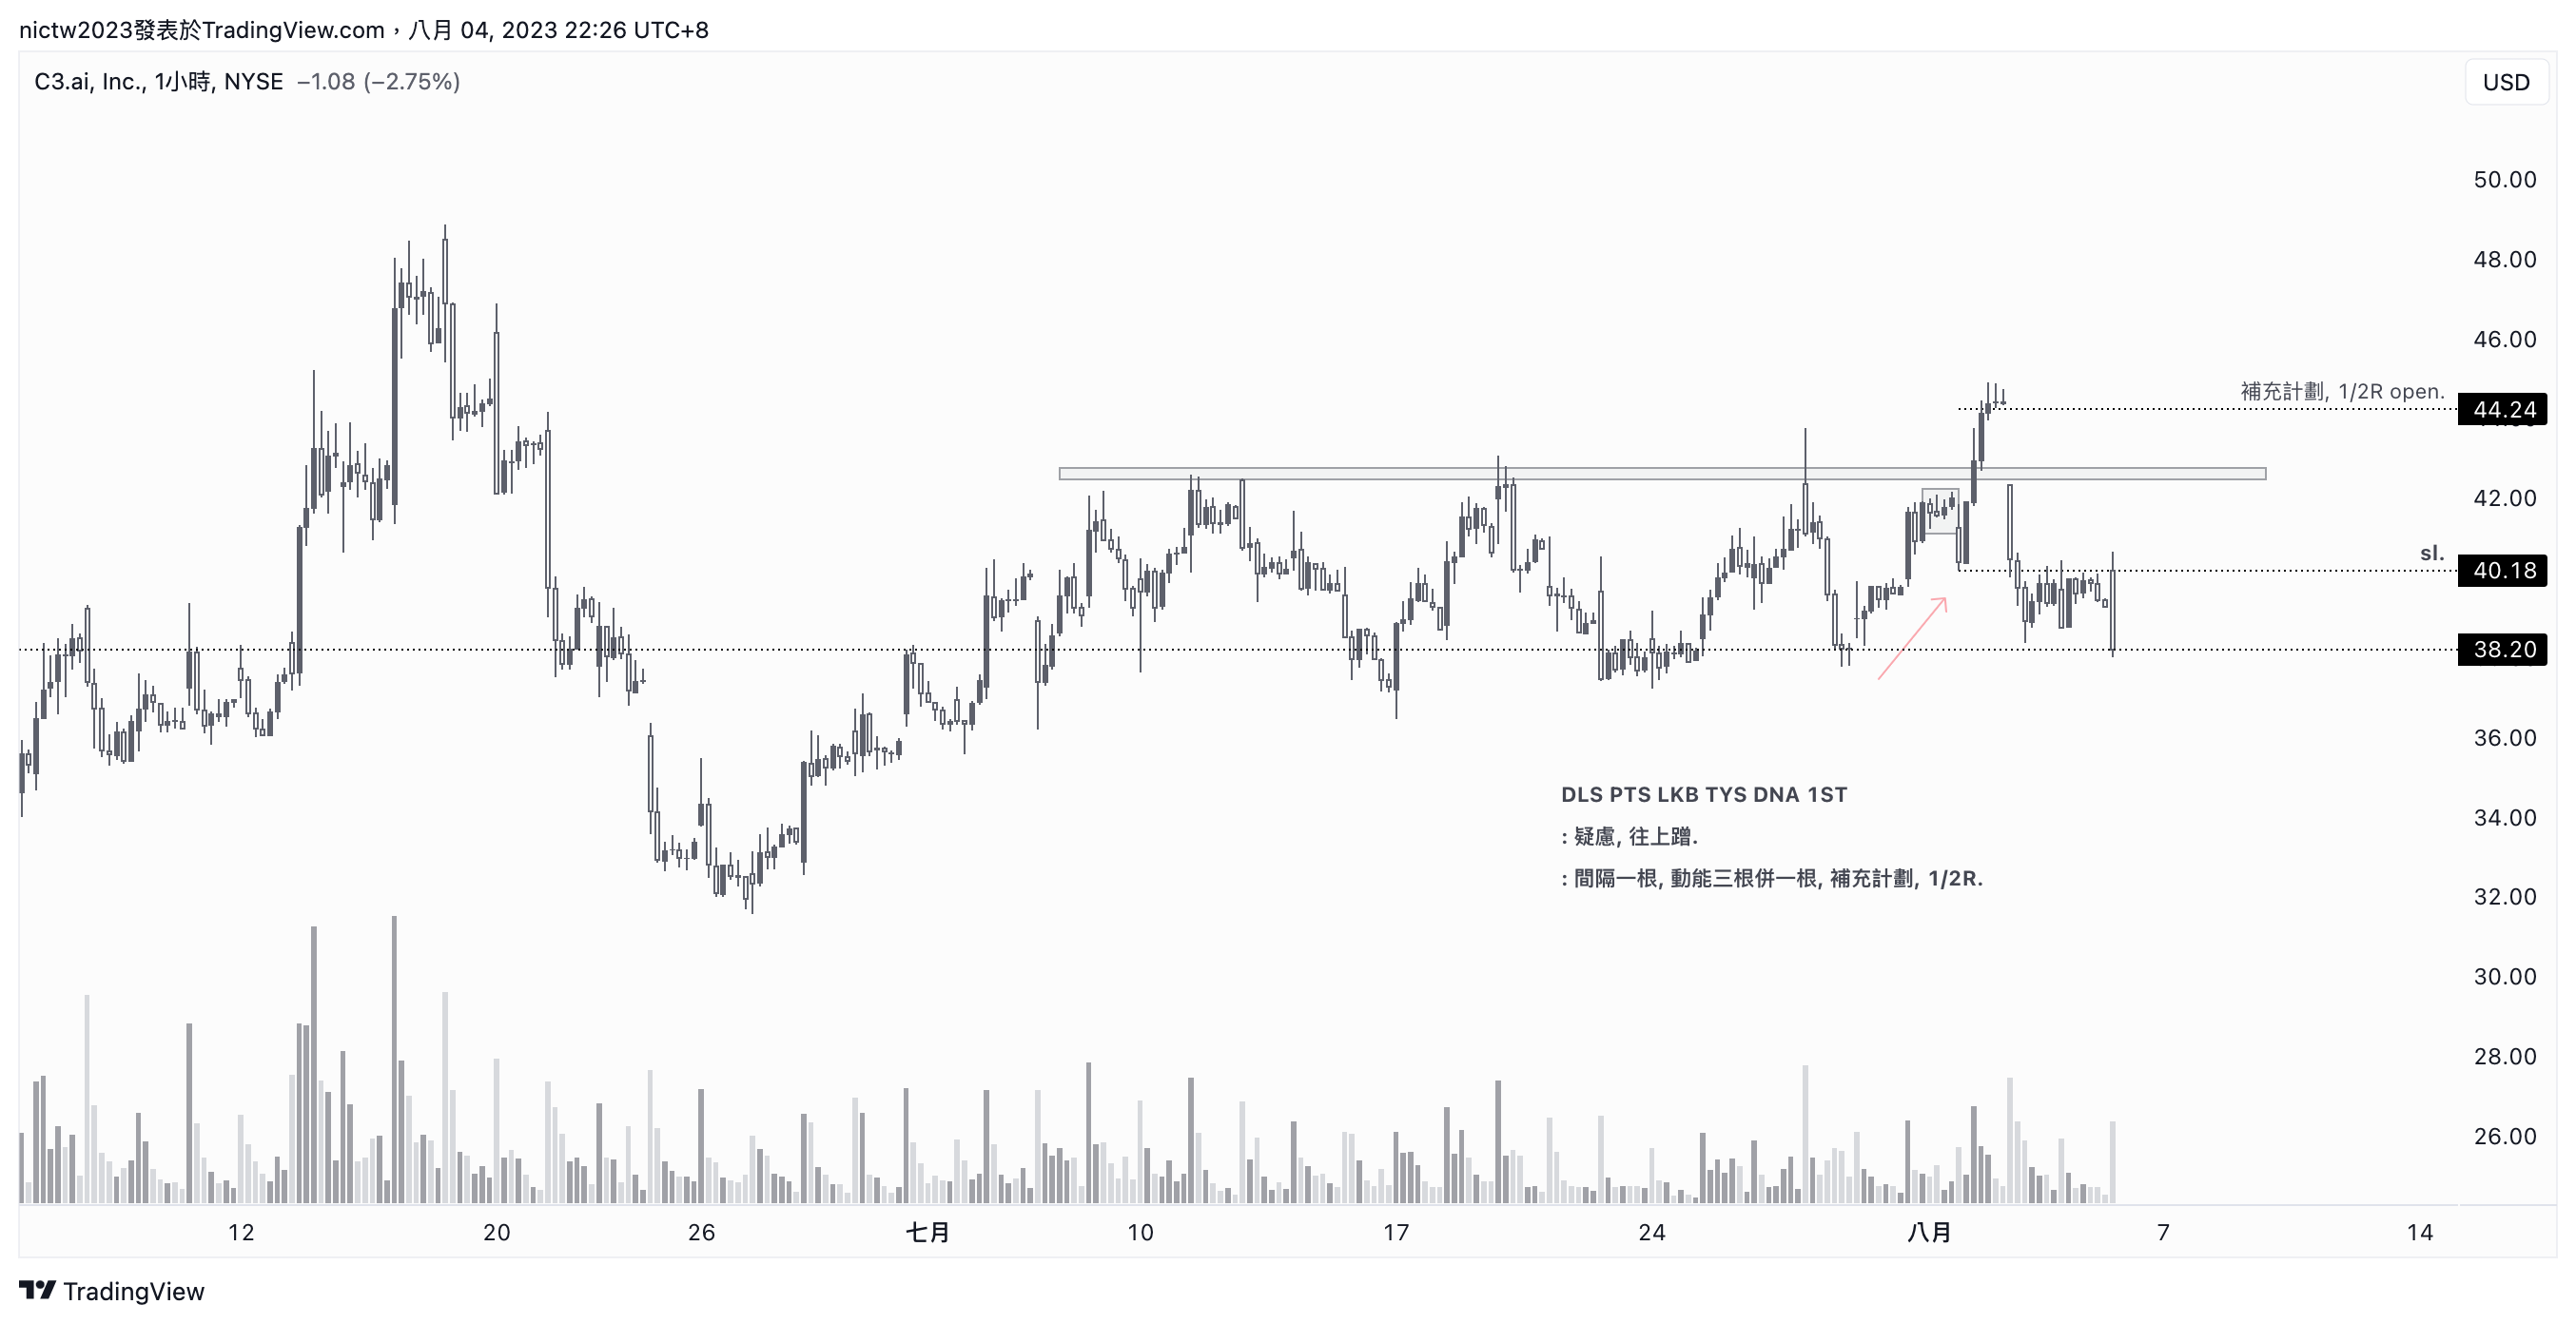 nictw2023發表於TradingView.com，八月 04, 2023 22:26 UTC+8
C3.ai, Inc., 1小時, NYSE −1.08 (−2.75%)
USD
50.00
48.00
46.00
補充計劃, 1/2R open.
44.24
42.00
sl.
40.18
38.20
36.00
DLS PTS LKB TYS DNA 1ST
34.00
: 疑慮, 往上蹭.
: 間隔一根, 動能三根併一根, 補充計劃, 1/2R.
32.00
30.00
28.00
26.00
12 20 26 七月 10 17 24 八月 7 14
TradingView